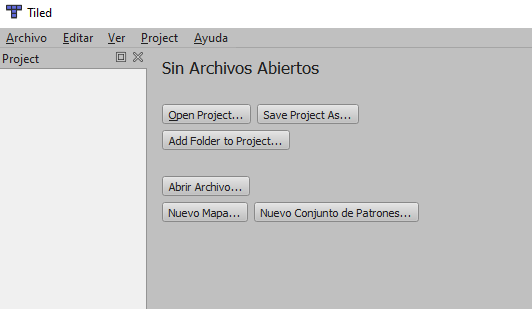 Tiled
Archivo Editar Ver Project Ayuda
Project
Sin Archivos Abiertos
Open Project... Save Project As...
Add Folder to Project...
Abrir Archivo...
Nuevo Mapa... Nuevo Conjunto de Patrones...